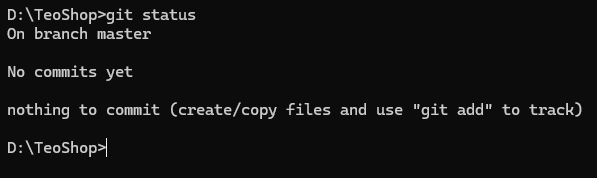 D:\TeoShop>git status
On branch master
No commits yet
nothing to commit (create/copy files and use "git add" to track)
D:\TeoShop>